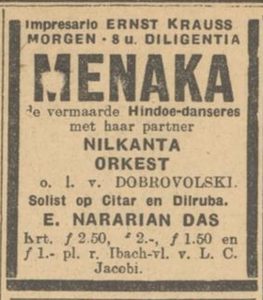 Impresario ERNST KRAUSS
MORGEN - 8 u. DILIGENTIA
MENAKA
de vermaarde Hindoe-danseres
met haar partner
NILKANTA
ORKEST
o. l. v. DOBROVOLSKI.
Solist op Citar en Dilruba.
E. NARARIAN DAS
Krt. ƒ 2.50, ƒ 2.-, ƒ 1.50 en
ƒ 1.- pl. r. Ibach-vl. v. L. C.
Jacobi.